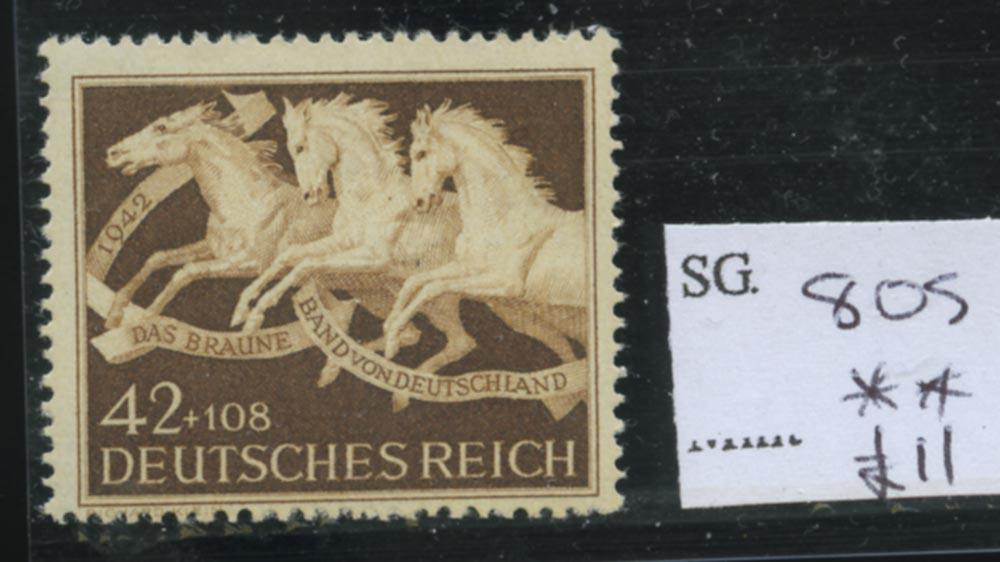 1942
DAS BRAUNE
BAND VON DEUTSCHLAND
42+108
DEUTSCHES REICH
SG. 805
**
£11